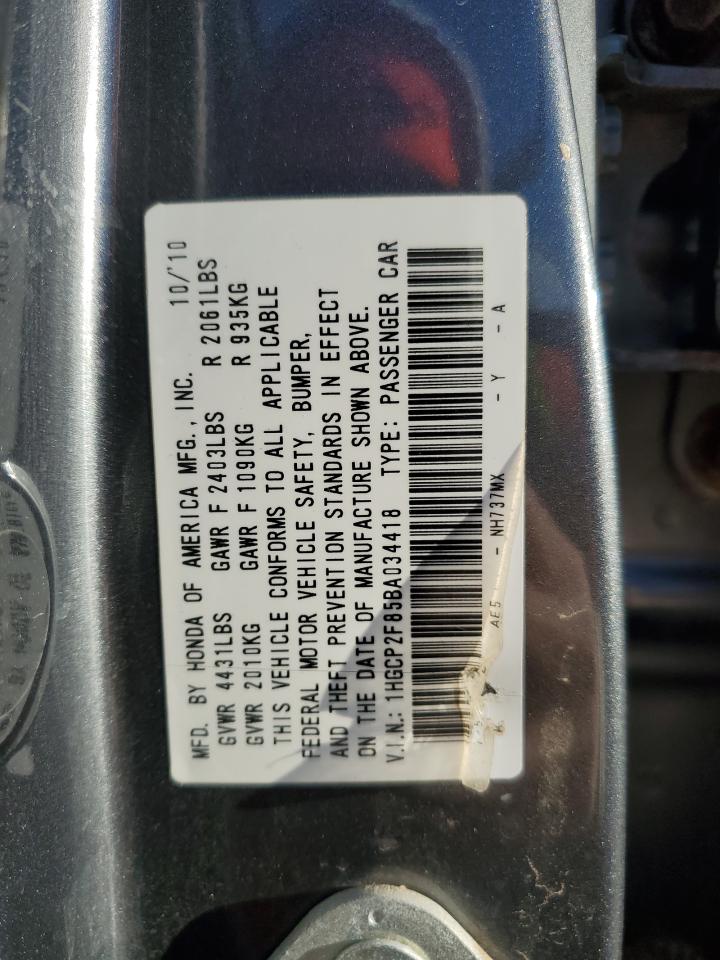 MFD. BY HONDA OF AMERICA MFG., INC. 10/'10
GVWR 4431LBS GAWR F 2403LBS R 2061LBS
GVWR 2010KG GAWR F 1090KG R 935KG
THIS VEHICLE CONFORMS TO ALL APPLICABLE
FEDERAL MOTOR VEHICLE SAFETY, BUMPER,
AND THEFT PREVENTION STANDARDS IN EFFECT
ON THE DATE OF MANUFACTURE SHOWN ABOVE.
V.I.N.: 1HGCP2F85BA034418 TYPE: PASSENGER CAR
AE5 - NH737MX - Y - A